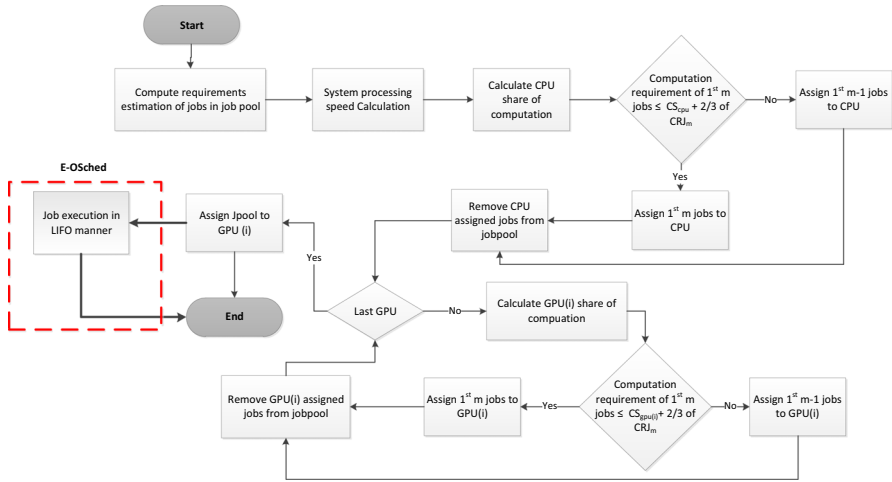 Start
Compute requirements
estimation of jobs in job pool
System processing
speed Calculation
Calculate CPU
share of
computation
Computation
requirement of 1st m
jobs ≤ CScpu + 2/3 of
CRJm
No
Assign 1st m-1 jobs
to CPU
Yes
Assign 1st m jobs to
CPU
Remove CPU
assigned jobs from
jobpool
E-OSched
Job execution in
LIFO manner
Assign Jpool to
GPU (i)
Yes
End
Last GPU
No
Calculate GPU(i) share of
compuation
Computation
requirement of 1st m
jobs ≤ CSgpu(i)+ 2/3 of
CRJm
No
Assign 1st m-1 jobs
to GPU(i)
Yes
Assign 1st m jobs to
GPU(i)
Remove GPU(i) assigned
jobs from jobpool